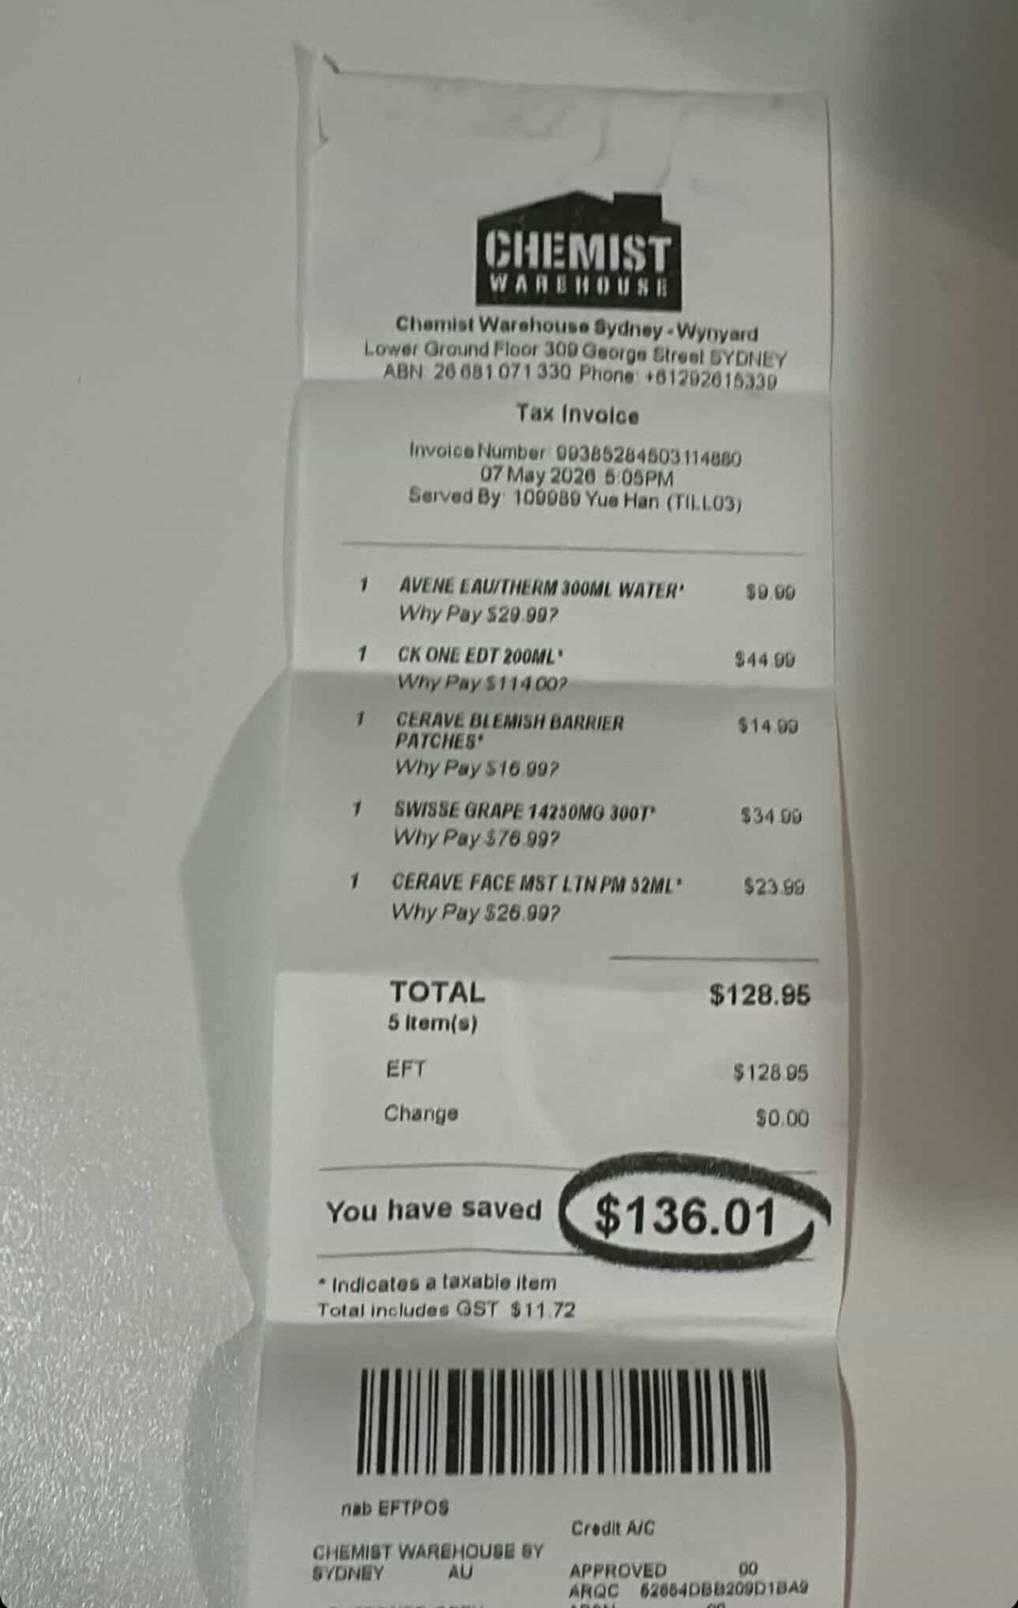 CHEMIST
WAREHOUSE
Chemist Warehouse Sydney - Wynyard
Lower Ground Floor 309 George Street SYDNEY
ABN: 26 681 071 330 Phone: +61292615339
Tax Invoice
Invoice Number: 99385284503114880
07 May 2026 5:05PM
Served By: 109989 Yue Han (TILL03)
1 AVENE EAU/THERM 300ML WATER* $9.99
Why Pay $29.99?
1 CK ONE EDT 200ML* $44.99
Why Pay $114.00?
1 CERAVE BLEMISH BARRIER $14.99
PATCHES*
Why Pay $16.99?
1 SWISSE GRAPE 14250MG 300T* $34.99
Why Pay $76.99?
1 CERAVE FACE MST LTN PM 52ML* $23.99
Why Pay $26.99?
TOTAL $128.95
5 Item(s)
EFT $128.95
Change $0.00
You have saved $136.01
* Indicates a taxable item
Total includes GST $11.72
nab EFTPOS
Credit A/C
CHEMIST WAREHOUSE SY
SYDNEY AU APPROVED 00
ARQC 62654DBB209D1BA9